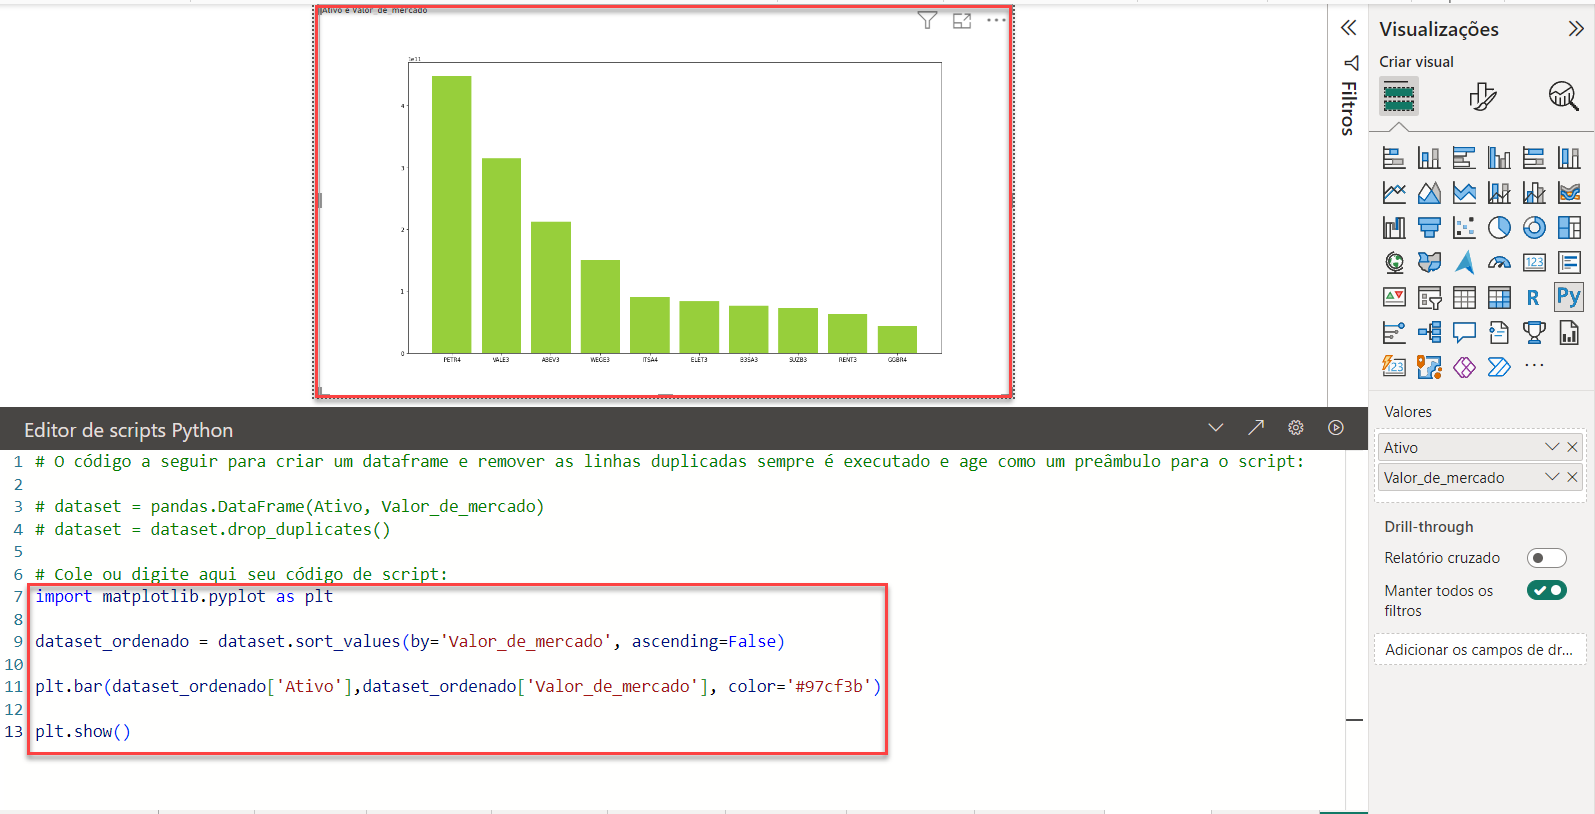 Ativo e Valor_de_mercado
1e11
4
3
2
1
0
PETR4 VALE3 ABEV3 WEGE3 ITSA4 ELET3 B3SA3 SUZB3 RENT3 GGBR4
Filtros
Visualizações
Criar visual
123
R Py
123
Valores
Ativo
Valor_de_mercado
Drill-through
Relatório cruzado
Manter todos os
filtros
Adicionar os campos de dr...
Editor de scripts Python
1 # O código a seguir para criar um dataframe e remover as linhas duplicadas sempre é executado e age como um preâmbulo para o script:
2
3 # dataset = pandas.DataFrame(Ativo, Valor_de_mercado)
4 # dataset = dataset.drop_duplicates()
5
6 # Cole ou digite aqui seu código de script:
7 import matplotlib.pyplot as plt
8
9 dataset_ordenado = dataset.sort_values(by='Valor_de_mercado', ascending=False)
10
11 plt.bar(dataset_ordenado['Ativo'],dataset_ordenado['Valor_de_mercado'], color='#97cf3b')
12
13 plt.show()